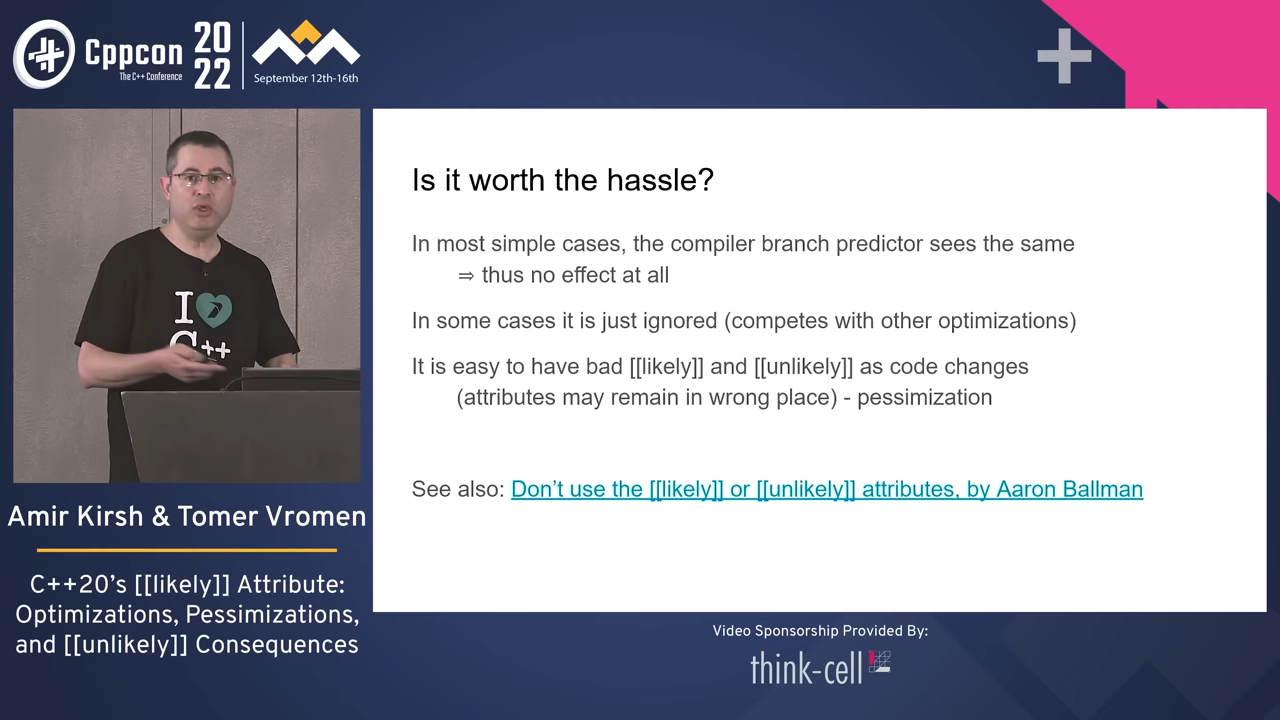 Cppcon
The C++ Conference
20
22
September 12th-16th
I
C++
Is it worth the hassle?
In most simple cases, the compiler branch predictor sees the same
⇒ thus no effect at all
In some cases it is just ignored (competes with other optimizations)
It is easy to have bad [[likely]] and [[unlikely]] as code changes
(attributes may remain in wrong place) - pessimization
See also: Don’t use the [[likely]] or [[unlikely]] attributes, by Aaron Ballman
Amir Kirsh & Tomer Vromen
C++20’s [[likely]] Attribute:
Optimizations, Pessimizations,
and [[unlikely]] Consequences
Video Sponsorship Provided By:
think-cell